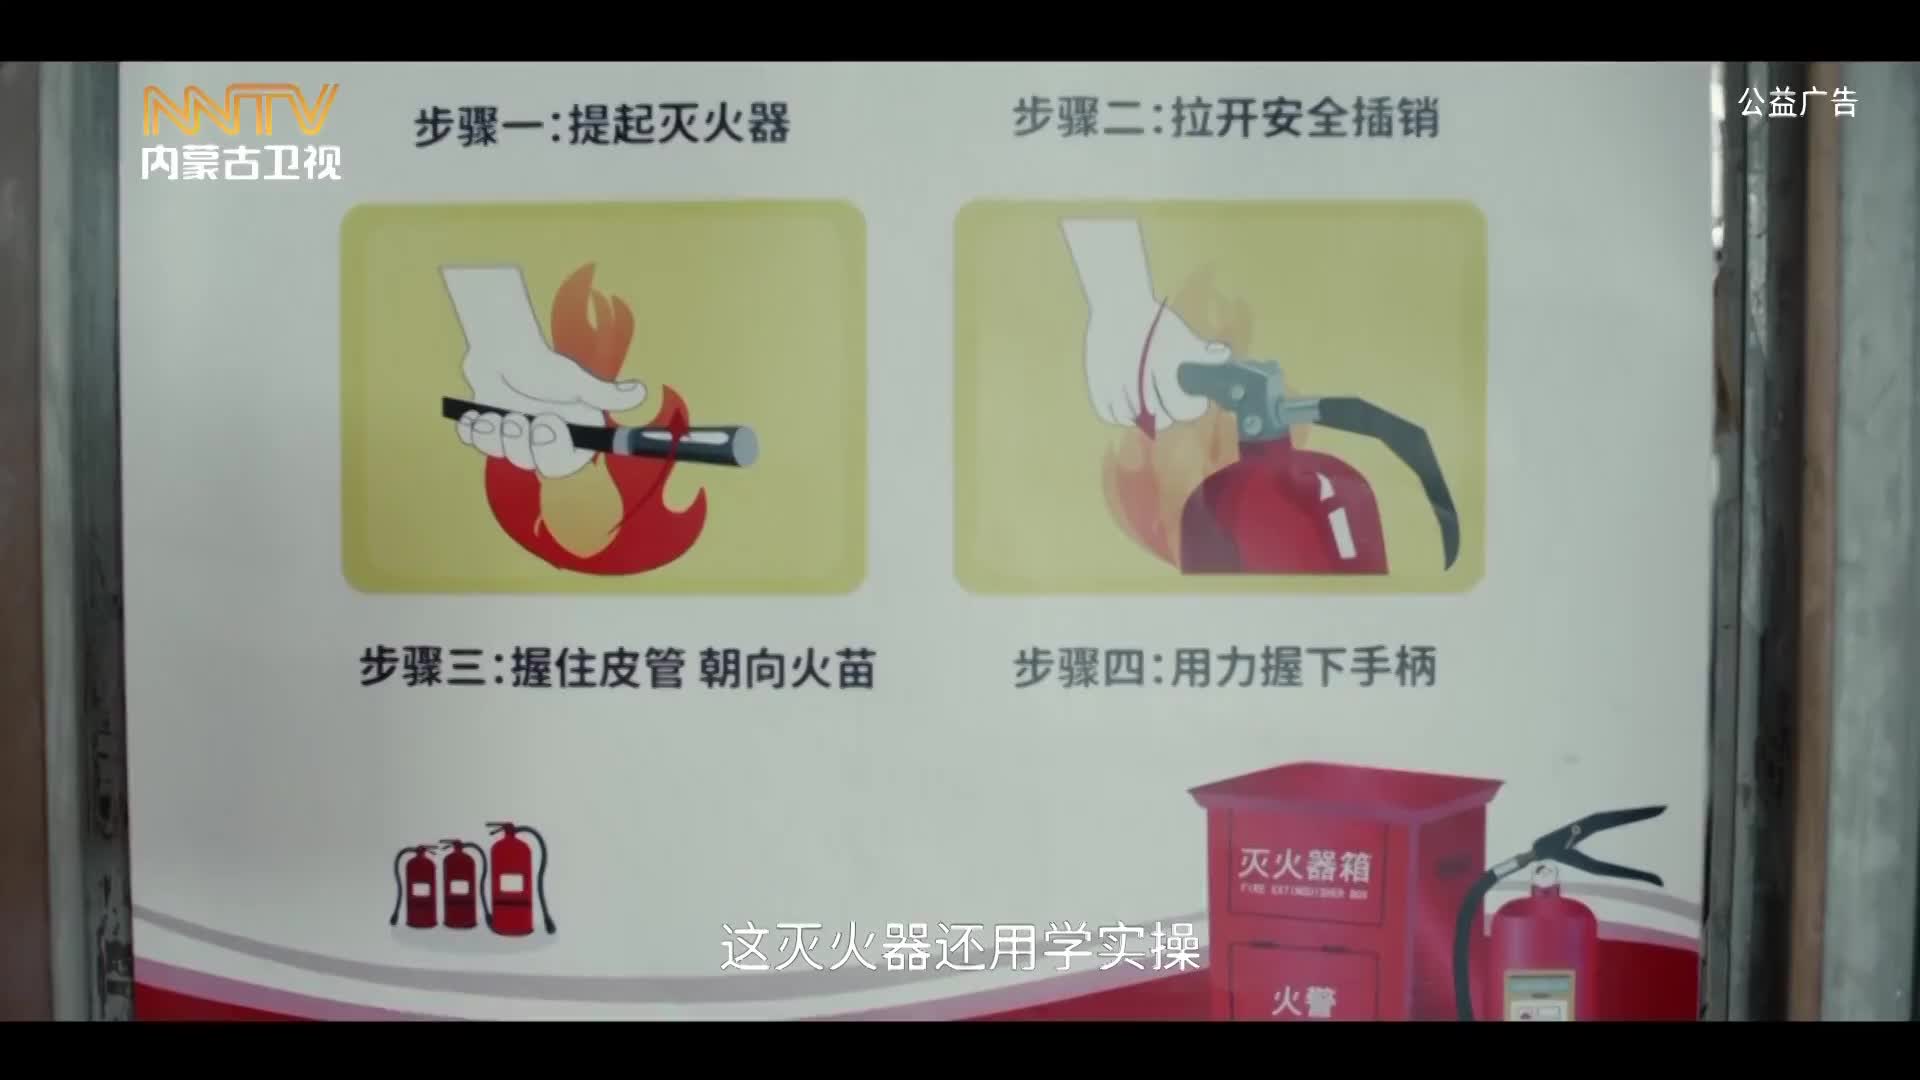 NNTV
内蒙古卫视
公益广告
步骤一:提起灭火器
步骤二:拉开安全插销
步骤三:握住皮管 朝向火苗
步骤四:用力握下手柄
灭火器箱
FIRE EXTINGUISHER BOX
火警
这灭火器还用学实操